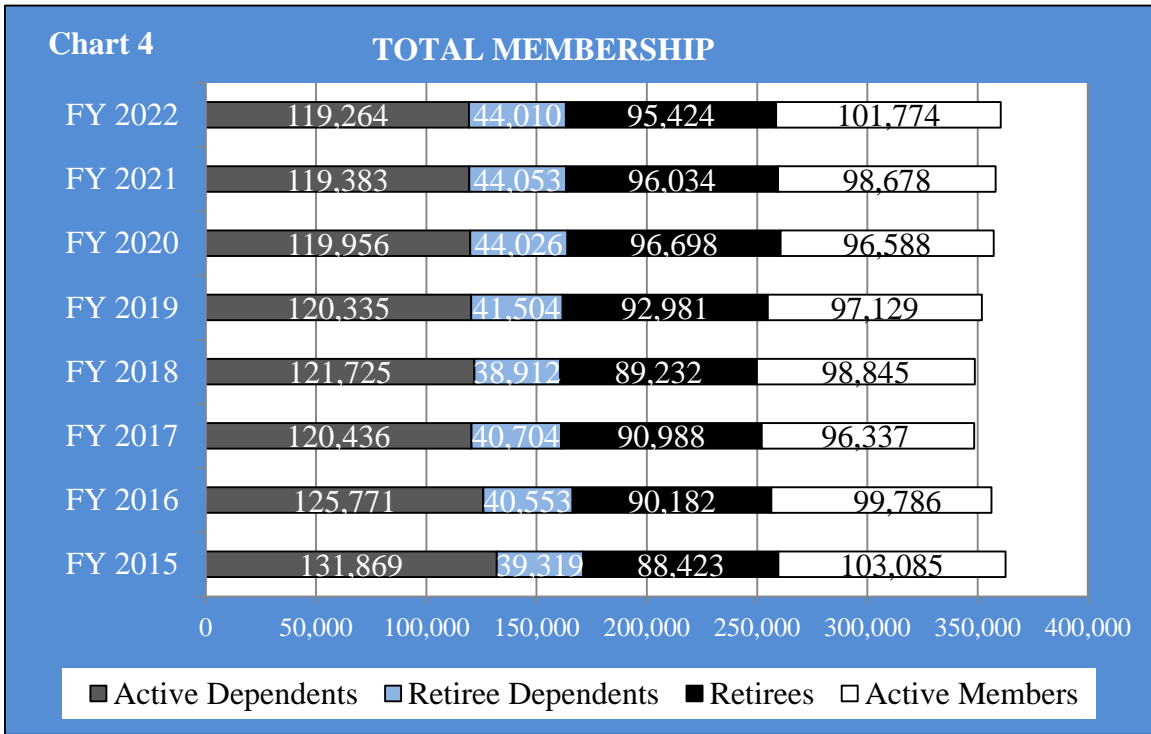 Chart 4
TOTAL MEMBERSHIP
FY 2022 119,264 44,010 95,424 101,774
FY 2021 119,383 44,053 96,034 98,678
FY 2020 119,956 44,026 96,698 96,588
FY 2019 120,335 41,504 92,981 97,129
FY 2018 121,725 38,912 89,232 98,845
FY 2017 120,436 40,704 90,988 96,337
FY 2016 125,771 40,553 90,182 99,786
FY 2015 131,869 39,319 88,423 103,085
0 50,000 100,000 150,000 200,000 250,000 300,000 350,000 400,000
Active Dependents Retiree Dependents Retirees Active Members